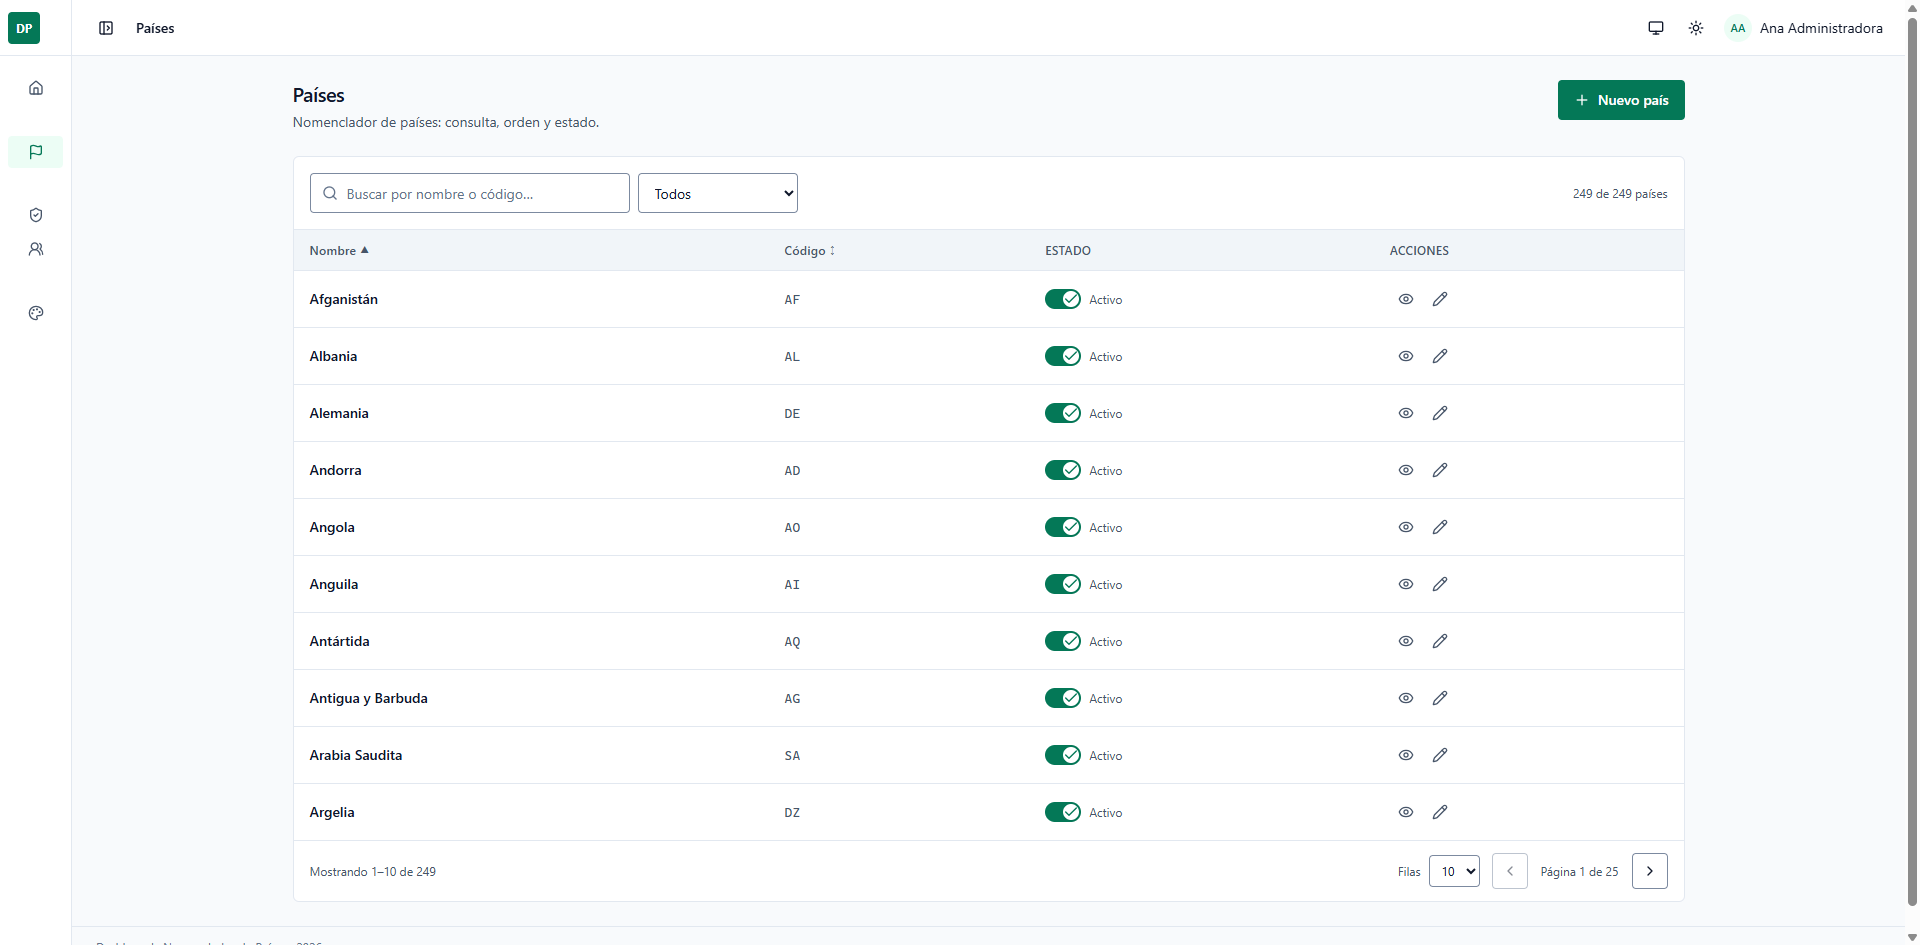 DP
Países
AA Ana Administradora
Países
Nomenclador de países: consulta, orden y estado.
Nuevo país
Buscar por nombre o código...
Todos
249 de 249 países
Nombre Código ESTADO ACCIONES
Afganistán AF Activo
Albania AL Activo
Alemania DE Activo
Andorra AD Activo
Angola AO Activo
Anguila AI Activo
Antártida AQ Activo
Antigua y Barbuda AG Activo
Arabia Saudita SA Activo
Argelia DZ Activo
Mostrando 1–10 de 249
Filas 10 Página 1 de 25